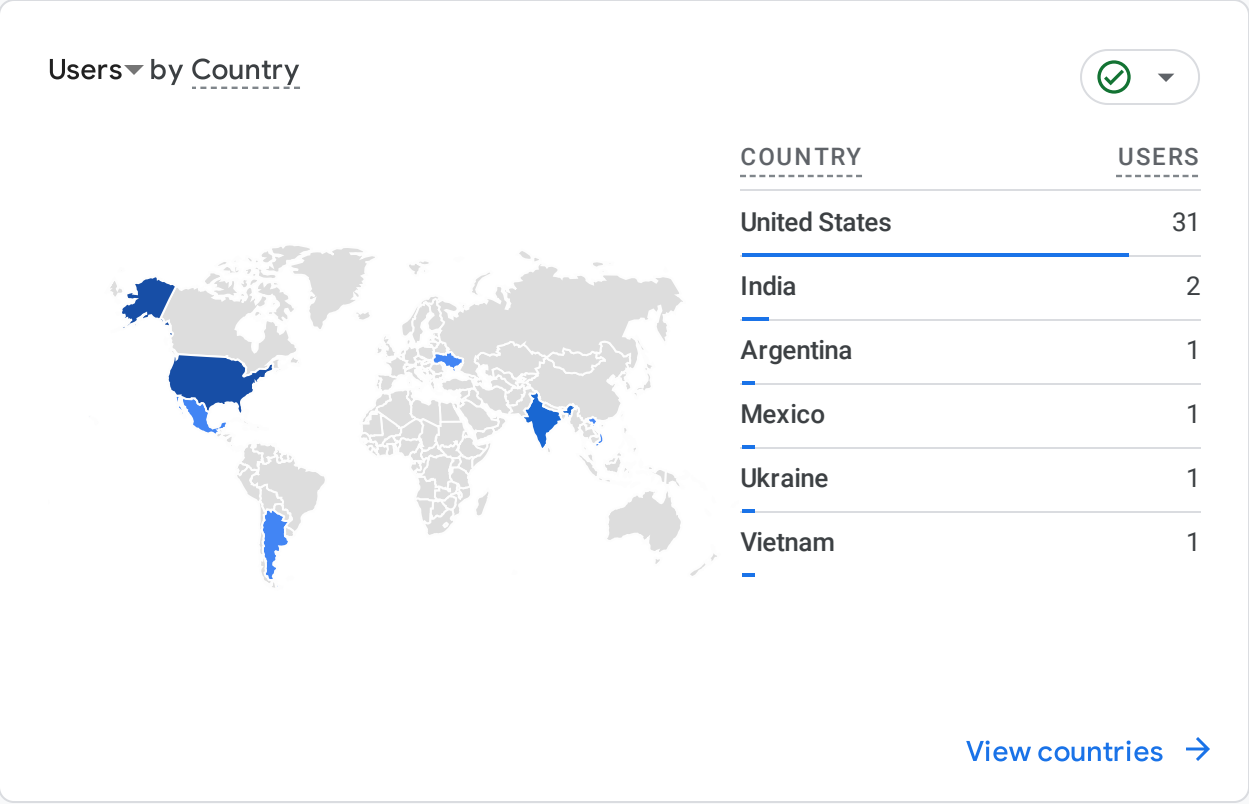 Users by Country
COUNTRY USERS
United States 31
India 2
Argentina 1
Mexico 1
Ukraine 1
Vietnam 1
View countries